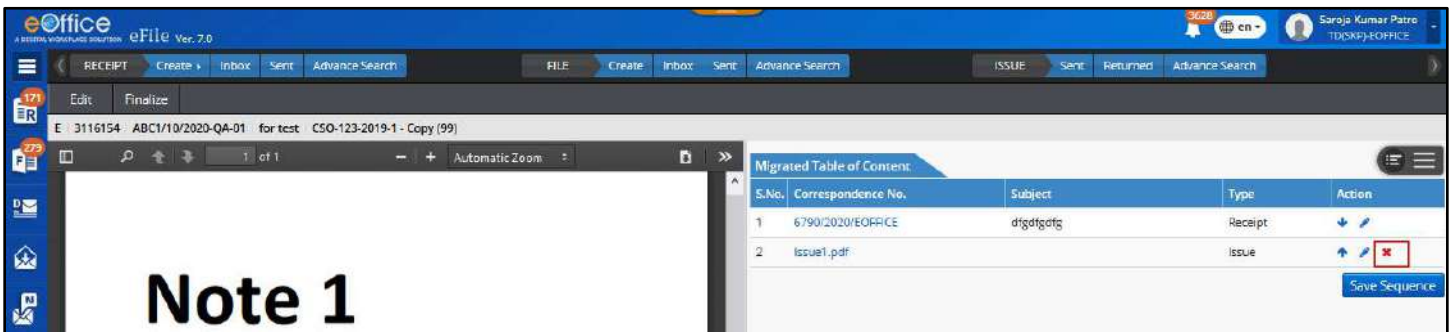 eOffice
A DIGITAL WORKPLACE SOLUTION eFile Ver. 7.0
3628
en
Saroja Kumar Patro
TD(SKP)-EOFFICE
RECEIPT Create Inbox Sent Advance Search FILE Create Inbox Sent Advance Search ISSUE Sent Returned Advance Search
171
R
Edit Finalize
E 3116154 ABC1/10/2020-QA-01 for test CSO-123-2019-1 - Copy (99)
279
F
1 of 1 Automatic Zoom
Migrated Table of Content
S.No. Correspondence No. Subject Type Action
1 6790/2020/EOFFICE dfgdfgdfg Receipt
2 Issue1.pdf Issue
Save Sequence
D
N
Note 1